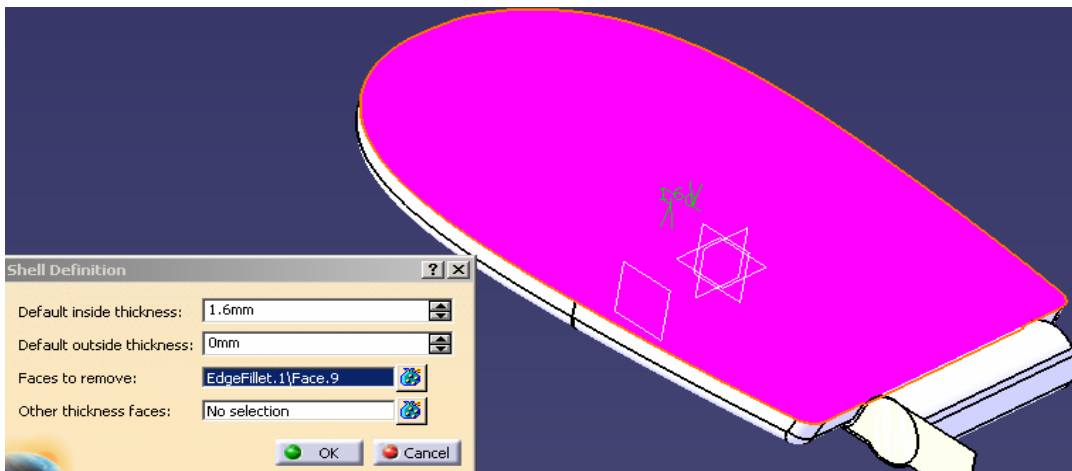 Shell Definition
Default inside thickness: 1.6mm
Default outside thickness: 0mm
Faces to remove: EdgeFillet.1\Face.9
Other thickness faces: No selection
OK Cancel